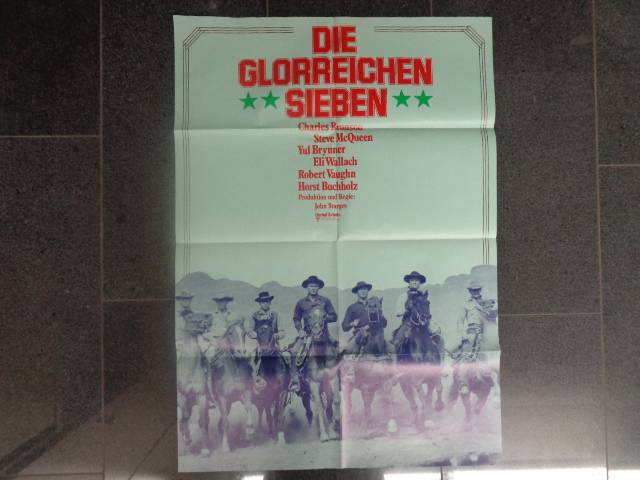 DIE
GLORREICHEN
SIEBEN
Charles Bronson
Steve McQueen
Yul Brynner
Eli Wallach
Robert Vaughn
Horst Buchholz
Produktion und Regie:
John Sturges